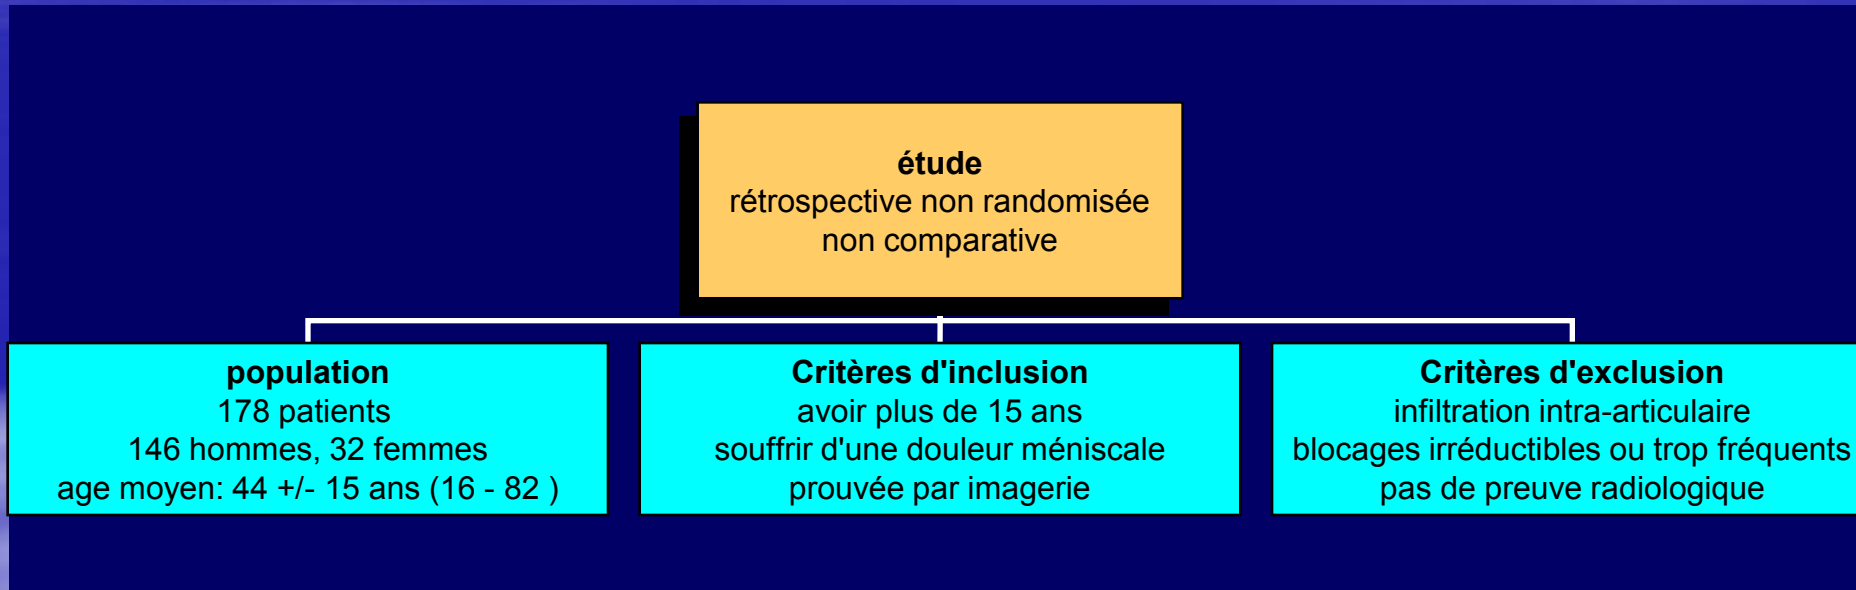 étude
rétrospective non randomisée
non comparative
population
178 patients
146 hommes, 32 femmes
age moyen: 44 +/- 15 ans (16 - 82 )
Critères d'inclusion
avoir plus de 15 ans
souffrir d'une douleur méniscale
prouvée par imagerie
Critères d'exclusion
infiltration intra-articulaire
blocages irréductibles ou trop fréquents
pas de preuve radiologique